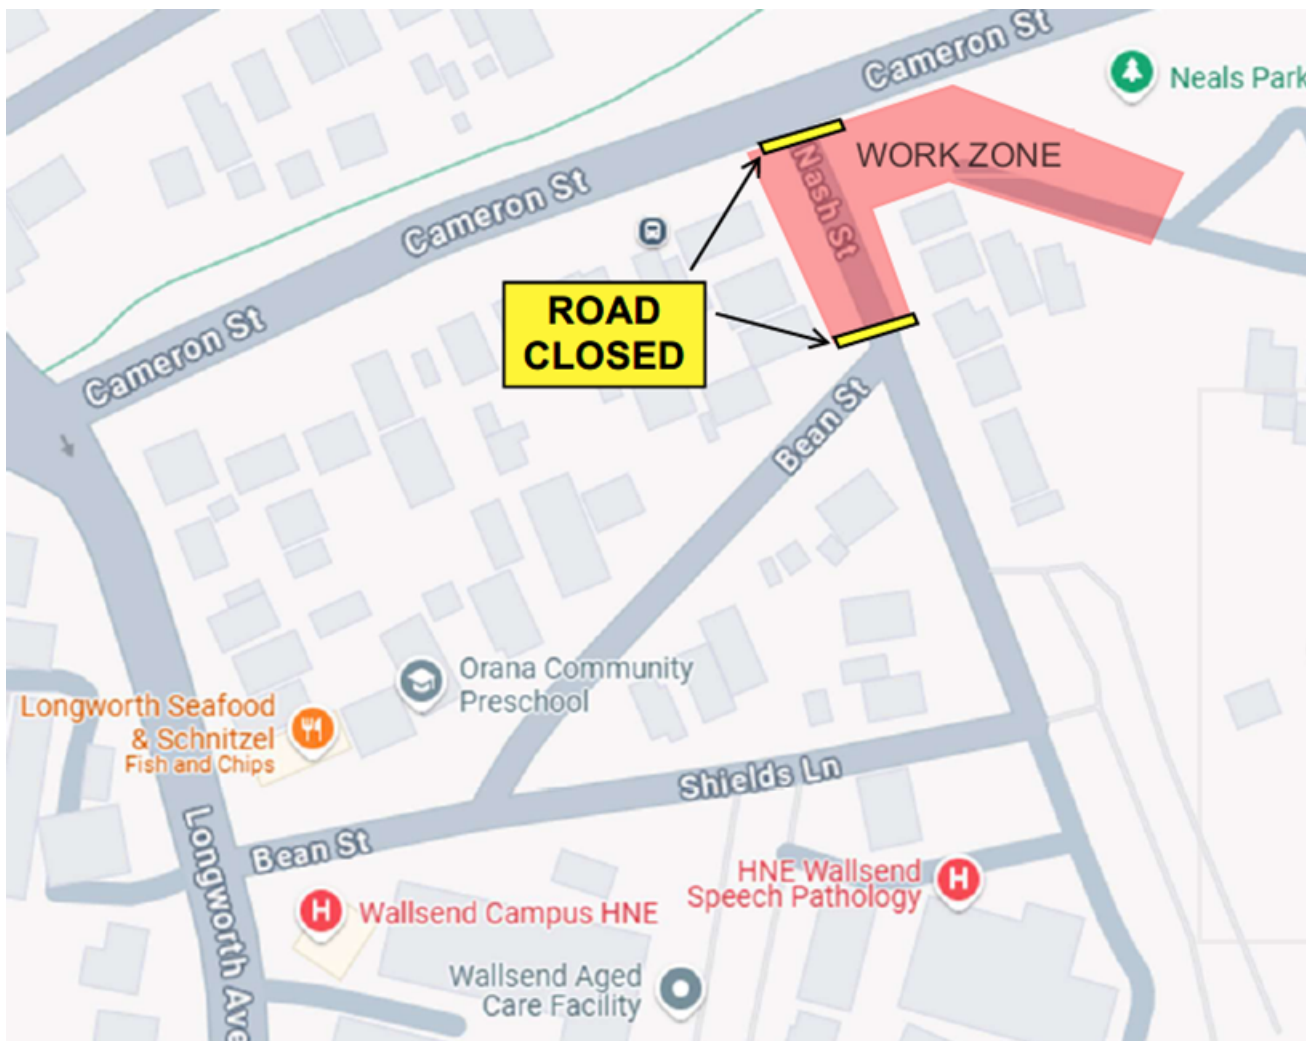 Cameron St
Neals Park
WORK ZONE
Nash St
Cameron St
ROAD
CLOSED
Cameron St
Bean St
Orana Community
Preschool
Longworth Seafood
& Schnitzel
Fish and Chips
Shields Ln
Bean St
Longworth Ave
HNE Wallsend
Speech Pathology
H
H
Wallsend Campus HNE
Wallsend Aged
Care Facility